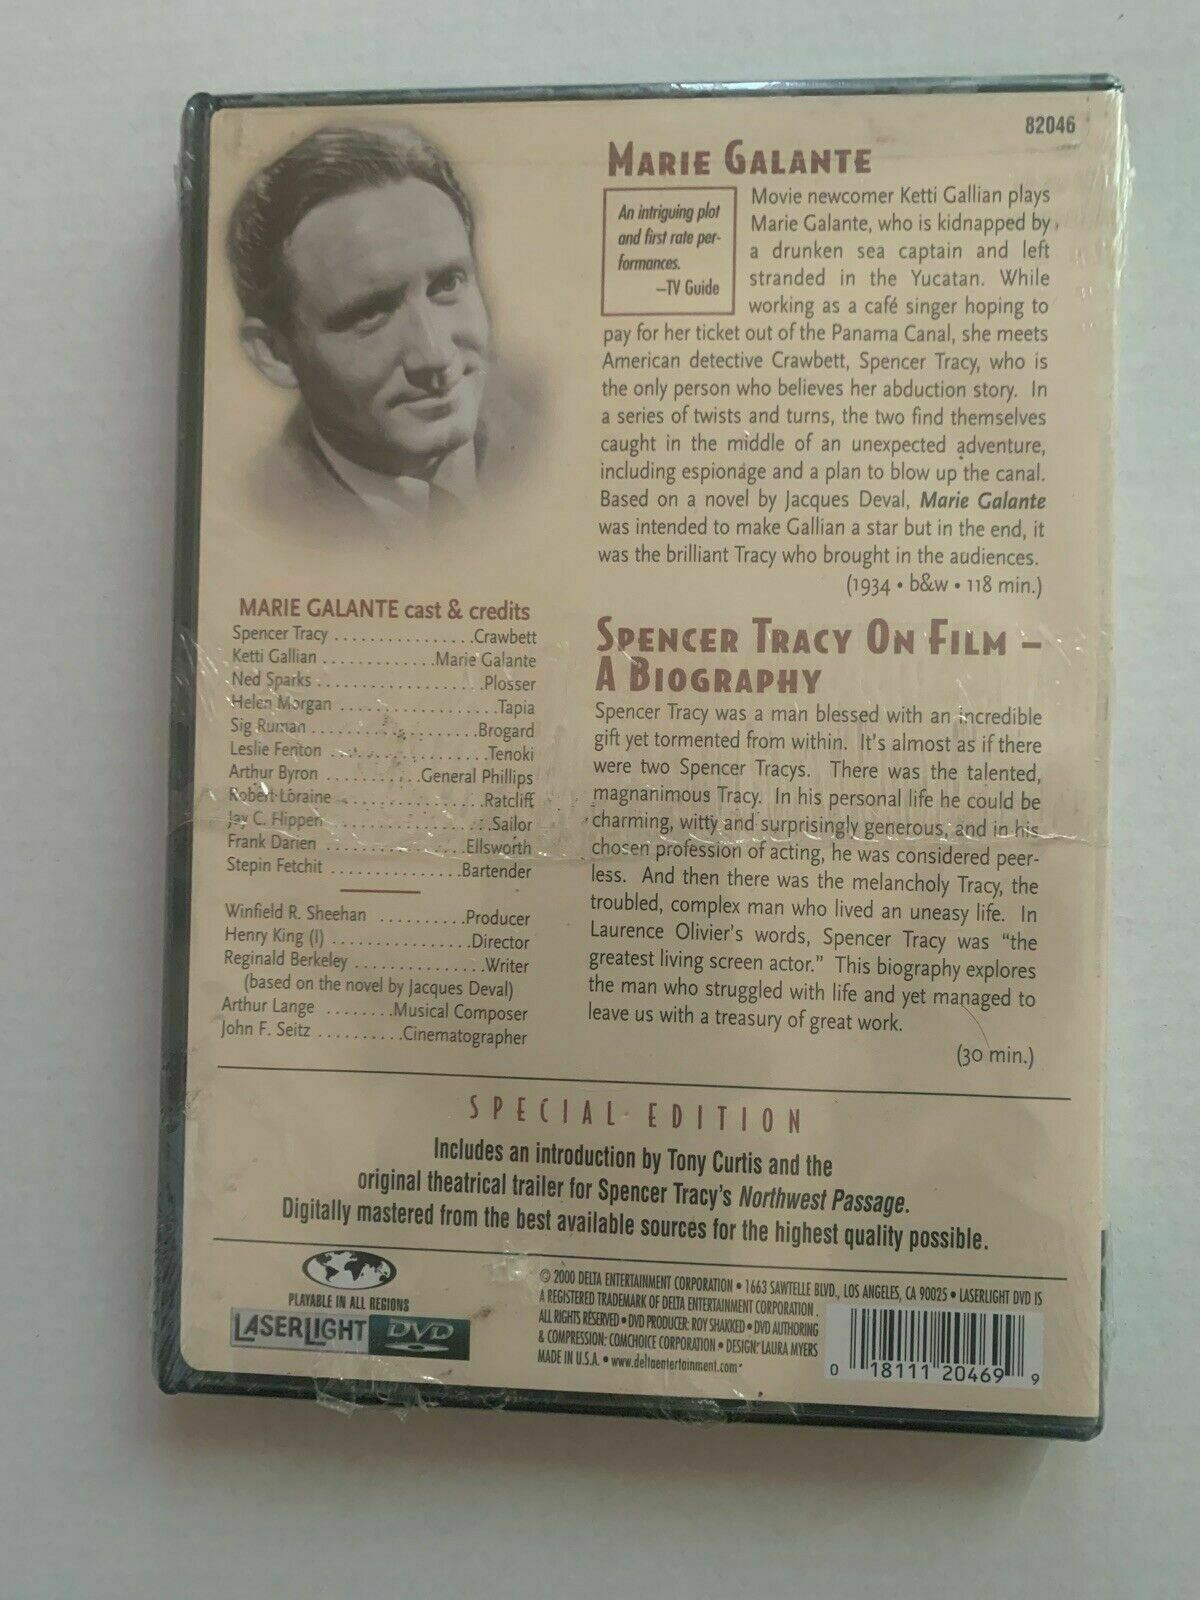 82046
MARIE GALANTE
An intriguing plot
and first rate per-
formances.
–TV Guide
Movie newcomer Ketti Gallian plays
Marie Galante, who is kidnapped by
a drunken sea captain and left
stranded in the Yucatan. While
working as a café singer hoping to
pay for her ticket out of the Panama Canal, she meets
American detective Crawbett, Spencer Tracy, who is
the only person who believes her abduction story. In
a series of twists and turns, the two find themselves
caught in the middle of an unexpected adventure,
including espionage and a plan to blow up the canal.
Based on a novel by Jacques Deval, Marie Galante
was intended to make Gallian a star but in the end, it
was the brilliant Tracy who brought in the audiences.
(1934 • b&w • 118 min.)
MARIE GALANTE cast & credits
Spencer Tracy ................Crawbett
Ketti Gallian .............Marie Galante
Ned Sparks ...................Plosser
Helen Morgan ..................Tapia
Sig Ruman ...................Brogard
Leslie Fenton ..................Tenoki
Arthur Byron ...........General Phillips
Robert Loraine ................Ratcliff
Jay C. Flippen ..................Sailor
Frank Darien ................Ellsworth
Stepin Fetchit ...............Bartender
Winfield R. Sheehan ..........Producer
Henry King (I) ................Director
Reginald Berkeley ...............Writer
(based on the novel by Jacques Deval)
Arthur Lange ........Musical Composer
John F. Seitz ..........Cinematographer
SPENCER TRACY ON FILM –
A BIOGRAPHY
Spencer Tracy was a man blessed with an incredible
gift yet tormented from within. It's almost as if there
were two Spencer Tracys. There was the talented,
magnanimous Tracy. In his personal life he could be
charming, witty and surprisingly generous, and in his
chosen profession of acting, he was considered peer-
less. And then there was the melancholy Tracy, the
troubled, complex man who lived an uneasy life. In
Laurence Olivier's words, Spencer Tracy was “the
greatest living screen actor.” This biography explores
the man who struggled with life and yet managed to
leave us with a treasury of great work.
(30 min.)
SPECIAL EDITION
Includes an introduction by Tony Curtis and the
original theatrical trailer for Spencer Tracy's Northwest Passage.
Digitally mastered from the best available sources for the highest quality possible.
PLAYABLE IN ALL REGIONS
LASERLIGHT DVD
© 2000 DELTA ENTERTAINMENT CORPORATION • 1663 SAWTELLE BLVD., LOS ANGELES, CA 90025 • LASERLIGHT DVD IS
A REGISTERED TRADEMARK OF DELTA ENTERTAINMENT CORPORATION.
ALL RIGHTS RESERVED • DVD PRODUCER: ROY SHAKKED • DVD AUTHORING
& COMPRESSION: COMCHOICE CORPORATION • DESIGN: LAURA MYERS
MADE IN U.S.A. • www.deltaentertainment.com
0 18111 20469 9